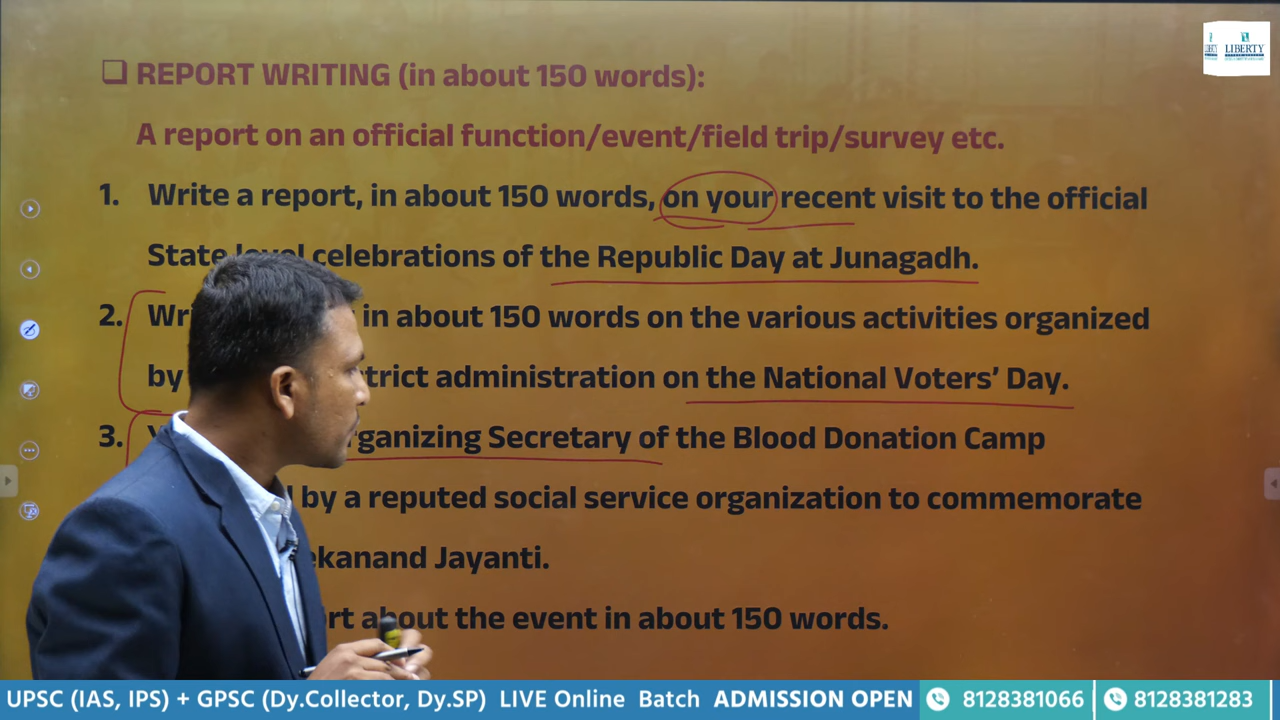 LIBERTY
❑ REPORT WRITING (in about 150 words):
A report on an official function/event/field trip/survey etc.
1. Write a report, in about 150 words, on your recent visit to the official
State level celebrations of the Republic Day at Junagadh.
2. in about 150 words on the various activities organized
by administration on the National Voters' Day.
3. Secretary of the Blood Donation Camp
by a reputed social service organization to commemorate
Jayanti.
about the event in about 150 words.
UPSC (IAS, IPS) + GPSC (Dy.Collector, Dy.SP) LIVE Online Batch ADMISSION OPEN 8128381066 8128381283